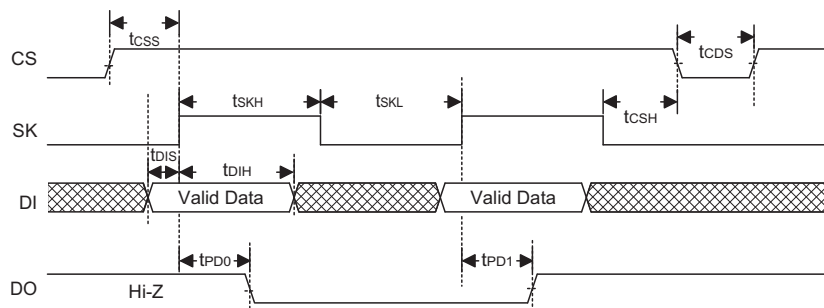 tCSS
tCDS
CS
tSKH
tSKL
tCSH
SK
tDIS
tDIH
DI
Valid Data
Valid Data
tPD0
tPD1
DO
Hi-Z